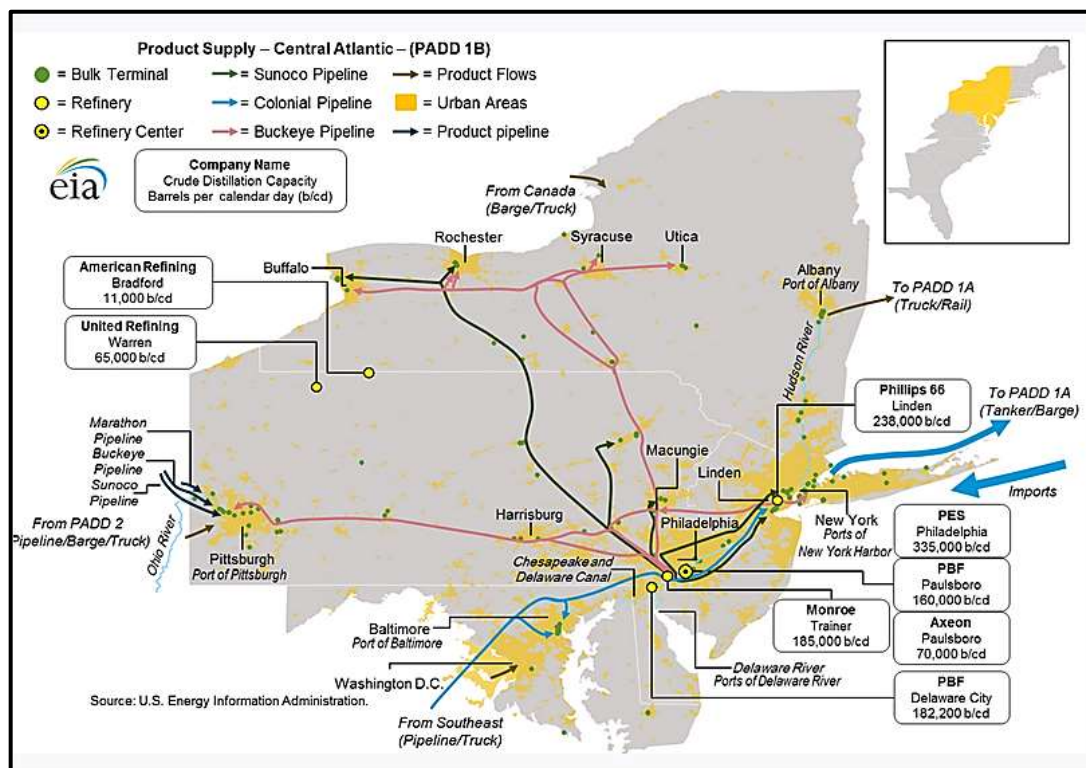 Product Supply – Central Atlantic – (PADD 1B)
= Bulk Terminal
= Sunoco Pipeline
= Product Flows
= Refinery
= Colonial Pipeline
= Urban Areas
= Refinery Center
= Buckeye Pipeline
= Product pipeline
eia
Company Name
Crude Distillation Capacity
Barrels per calendar day (b/cd)
From Canada
(Barge/Truck)
Rochester
Syracuse
Utica
Buffalo
American Refining
Bradford
11,000 b/cd
United Refining
Warren
65,000 b/cd
Albany
Port of Albany
To PADD 1A
(Truck/Rail)
Hudson River
Phillips 66
Linden
238,000 b/cd
To PADD 1A
(Tanker/Barge)
Marathon
Pipeline
Buckeye
Pipeline
Sunoco
Pipeline
From PADD 2
Pipeline/Barge/Truck)
Ohio River
Pittsburgh
Port of Pittsburgh
Harrisburg
Macungie
Linden
Philadelphia
New York
Ports of
New York Harbor
Imports
Chesapeake and
Delaware Canal
PES
Philadelphia
335,000 b/cd
PBF
Paulsboro
160,000 b/cd
Axeon
Paulsboro
70,000 b/cd
PBF
Delaware City
182,200 b/cd
Monroe
Trainer
185,000 b/cd
Baltimore
Port of Baltimore
Washington D.C.
Delaware River
Ports of Delaware River
Source: U.S. Energy Information Administration.
From Southeast
(Pipeline/Truck)